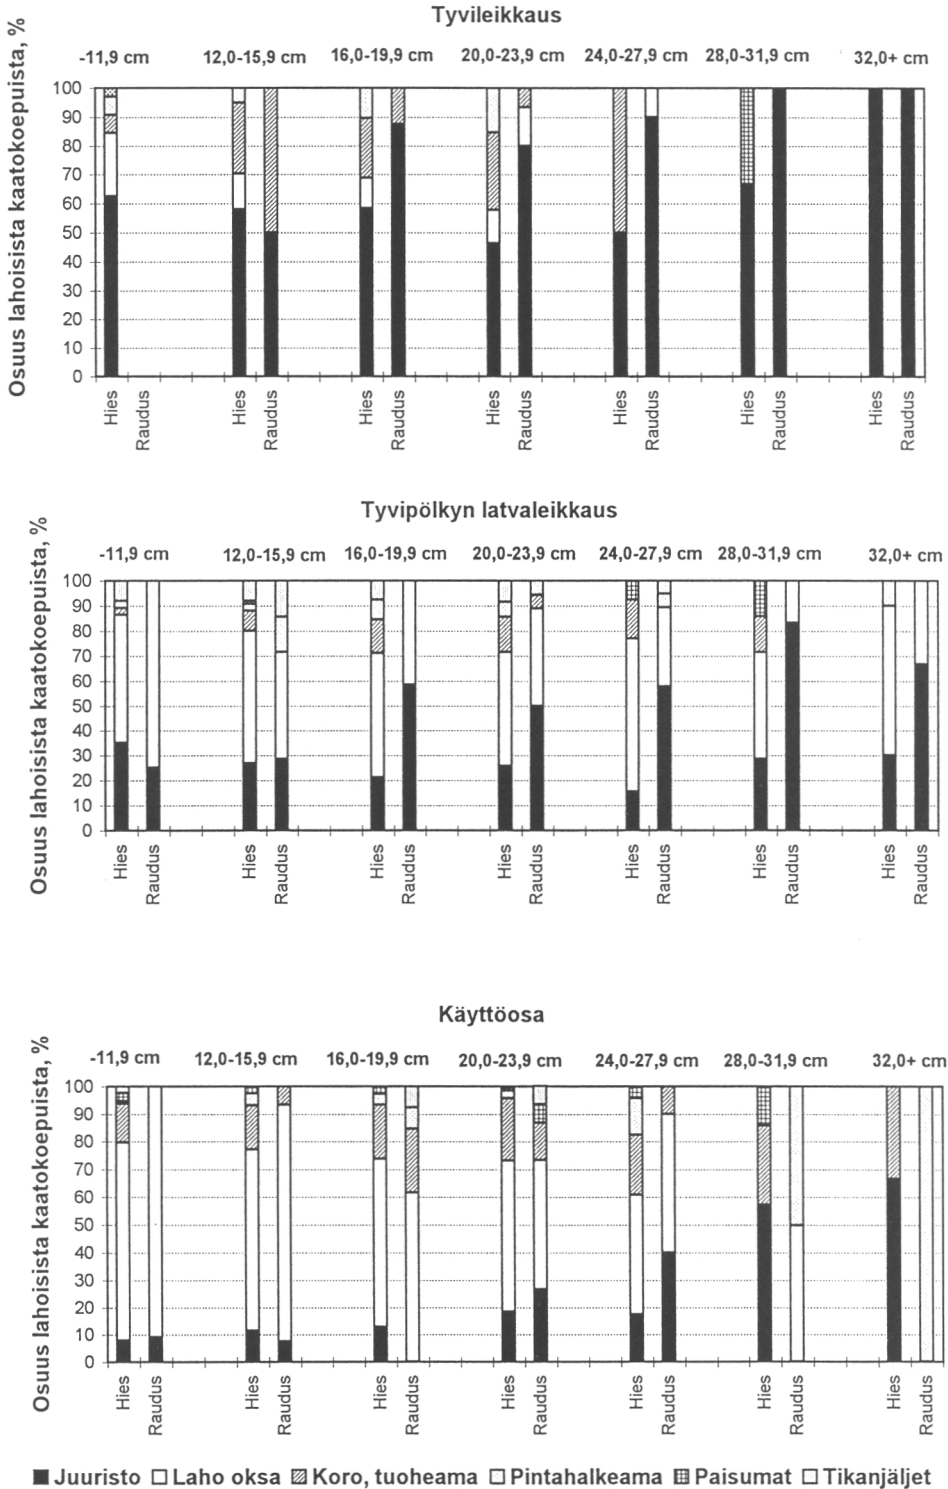 Tyvileikkaus
Osuus lahoisista kaatokoepuista, %
-11,9 cm 12,0-15,9 cm 16,0-19,9 cm 20,0-23,9 cm 24,0-27,9 cm 28,0-31,9 cm 32,0+ cm
100
90
80
70
60
50
40
30
20
10
0
Hies Raudus Hies Raudus Hies Raudus Hies Raudus Hies Raudus Hies Raudus Hies Raudus
Tyvipölkyn latvaleikkaus
Osuus lahoisista kaatokoepuista, %
-11,9 cm 12,0-15,9 cm 16,0-19,9 cm 20,0-23,9 cm 24,0-27,9 cm 28,0-31,9 cm 32,0+ cm
100
90
80
70
60
50
40
30
20
10
0
Hies Raudus Hies Raudus Hies Raudus Hies Raudus Hies Raudus Hies Raudus Hies Raudus
Käyttöosa
Osuus lahoisista kaatokoepuista, %
-11,9 cm 12,0-15,9 cm 16,0-19,9 cm 20,0-23,9 cm 24,0-27,9 cm 28,0-31,9 cm 32,0+ cm
100
90
80
70
60
50
40
30
20
10
0
Hies Raudus Hies Raudus Hies Raudus Hies Raudus Hies Raudus Hies Raudus Hies Raudus
Juuristo Laho oksa Koro, tuoheama Pintahalkeama Paisumat Tikanjäljet